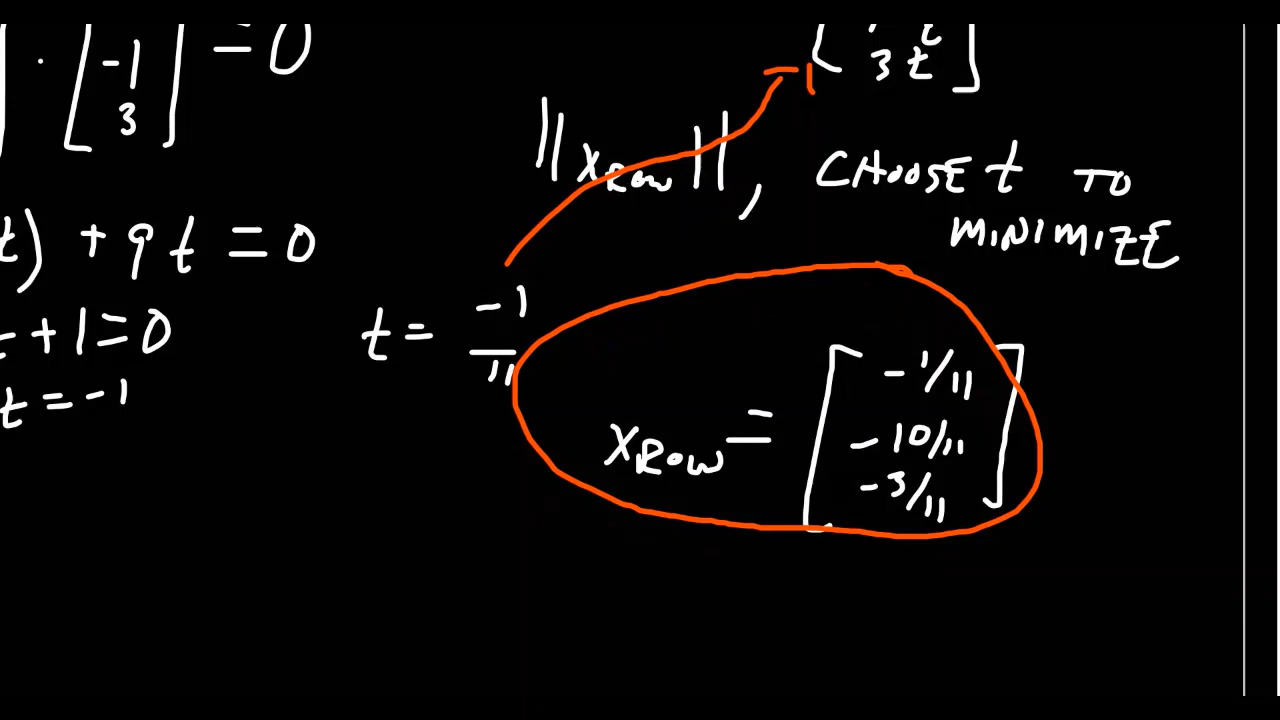 ] · [ -1 3 ] = 0
3t ]
||x_ROW||, CHOOSE t TO
MINIMIZE
t) + 9t = 0
t + 1 = 0
t = -1
t = -1/11
x_ROW = [ -1/11
-10/11
-3/11 ]